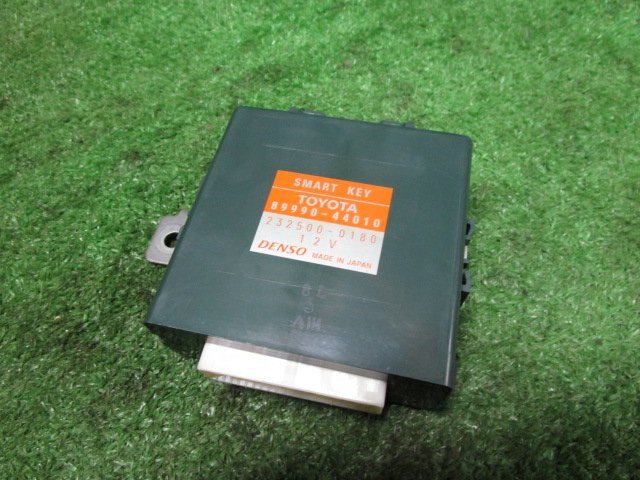 SMART KEY
TOYOTA
89990-44010
232500-0180
12V
DENSO MADE IN JAPAN